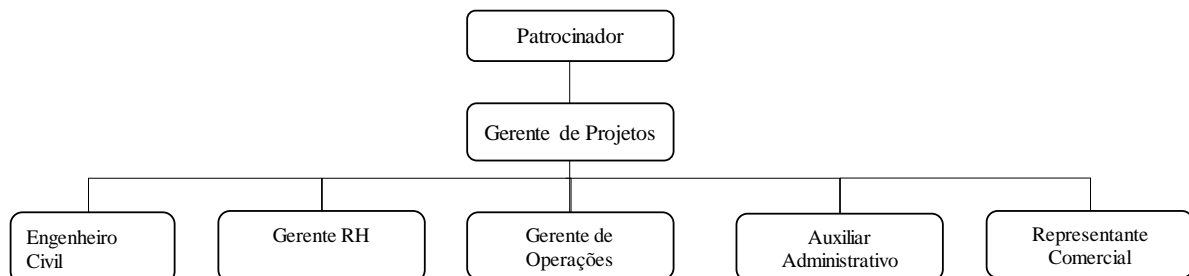 Patrocinador
Gerente de Projetos
Engenheiro
Civil
Gerente RH
Gerente de
Operações
Auxiliar
Administrativo
Representante
Comercial